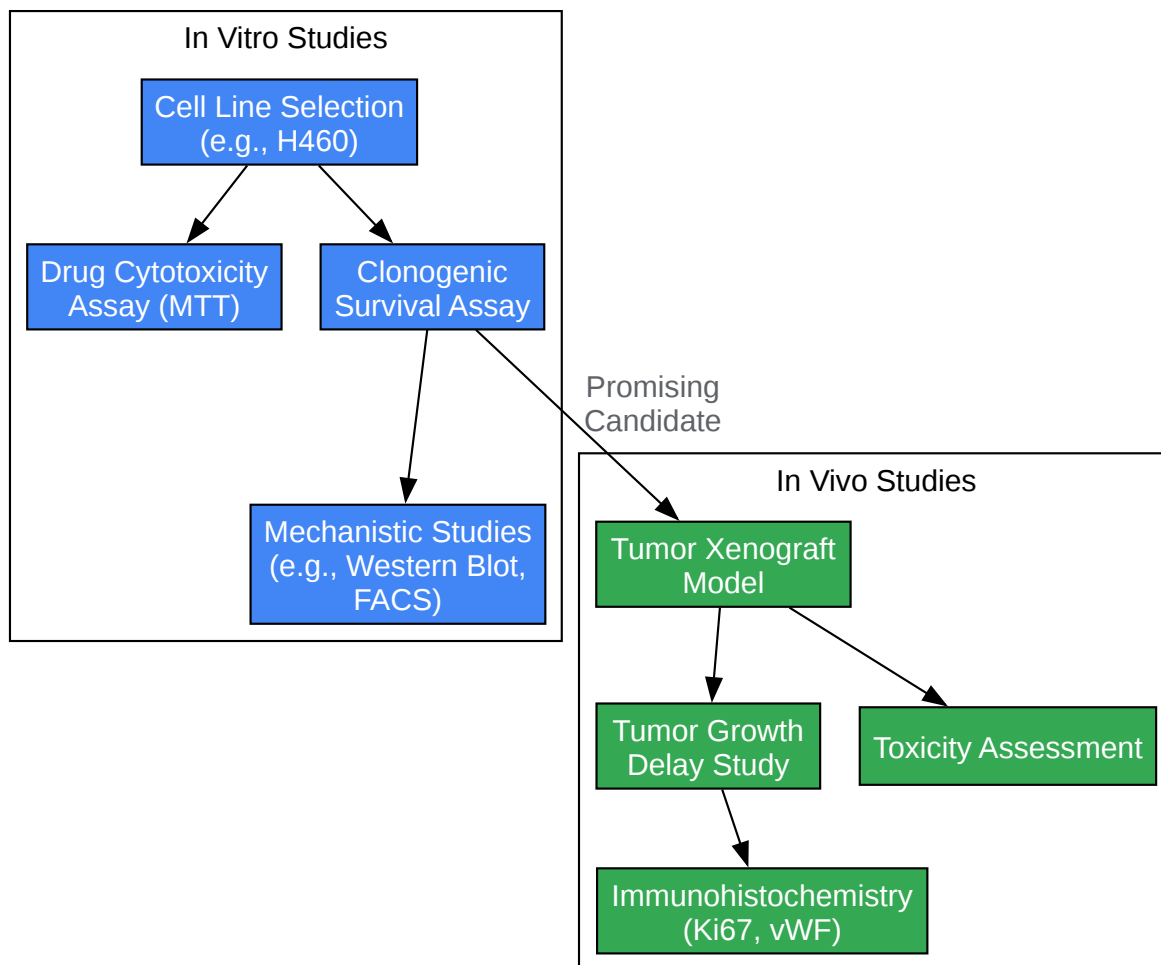 In Vitro Studies
Cell Line Selection
(e.g., H460)
Drug Cytotoxicity
Assay (MTT)
Clonogenic
Survival Assay
Promising
Candidate
Mechanistic Studies
(e.g., Western Blot,
FACS)
In Vivo Studies
Tumor Xenograft
Model
Tumor Growth
Delay Study
Toxicity Assessment
Immunohistochemistry
(Ki67, vWF)